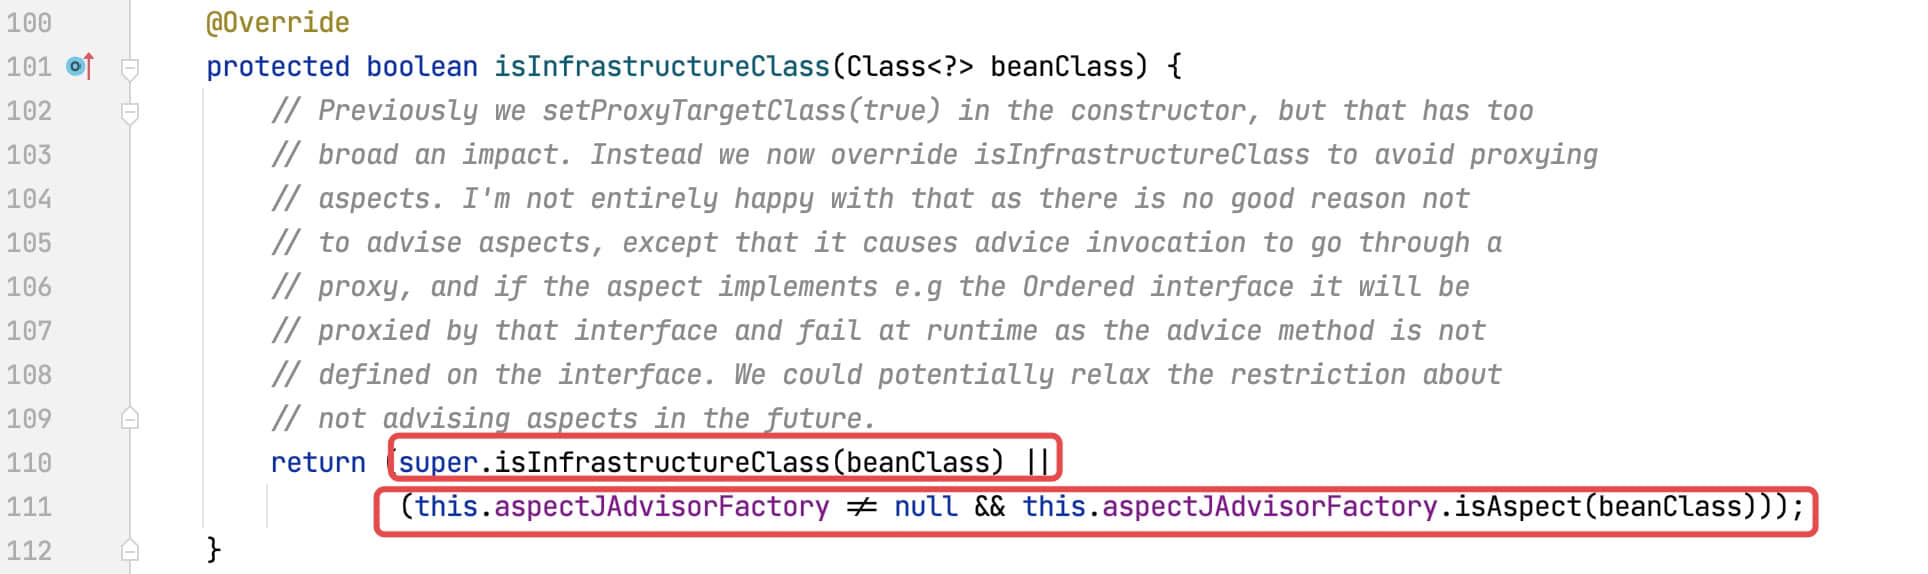 100 @Override
101 protected boolean isInfrastructureClass(Class<?> beanClass) {
102 // Previously we setProxyTargetClass(true) in the constructor, but that has too
103 // broad an impact. Instead we now override isInfrastructureClass to avoid proxying
104 // aspects. I'm not entirely happy with that as there is no good reason not
105 // to advise aspects, except that it causes advice invocation to go through a
106 // proxy, and if the aspect implements e.g the Ordered interface it will be
107 // proxied by that interface and fail at runtime as the advice method is not
108 // defined on the interface. We could potentially relax the restriction about
109 // not advising aspects in the future.
110 return (super.isInfrastructureClass(beanClass) ||
111 (this.aspectJAdvisorFactory != null && this.aspectJAdvisorFactory.isAspect(beanClass)));
112 }